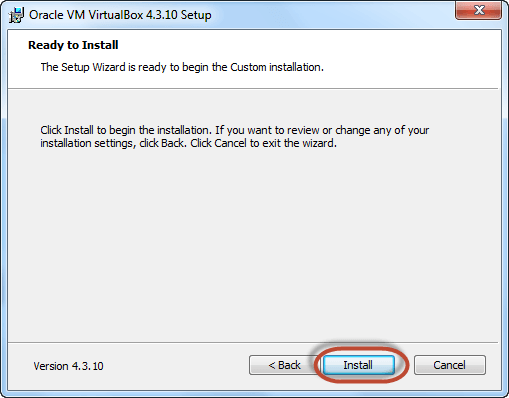 Oracle VM VirtualBox 4.3.10 Setup
Ready to Install
The Setup Wizard is ready to begin the Custom installation.
Click Install to begin the installation. If you want to review or change any of your
installation settings, click Back. Click Cancel to exit the wizard.
Version 4.3.10
< Back
Install
Cancel